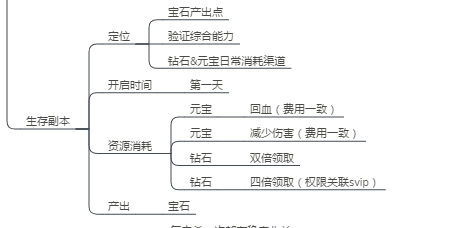 宝石产出点
定位 验证综合能力
钻石&元宝日常消耗渠道
开启时间 第一天
生存副本
元宝 回血（费用一致）
元宝 减少伤害（费用一致）
资源消耗
钻石 双倍领取
钻石 四倍领取（权限关联svip）
产出 宝石